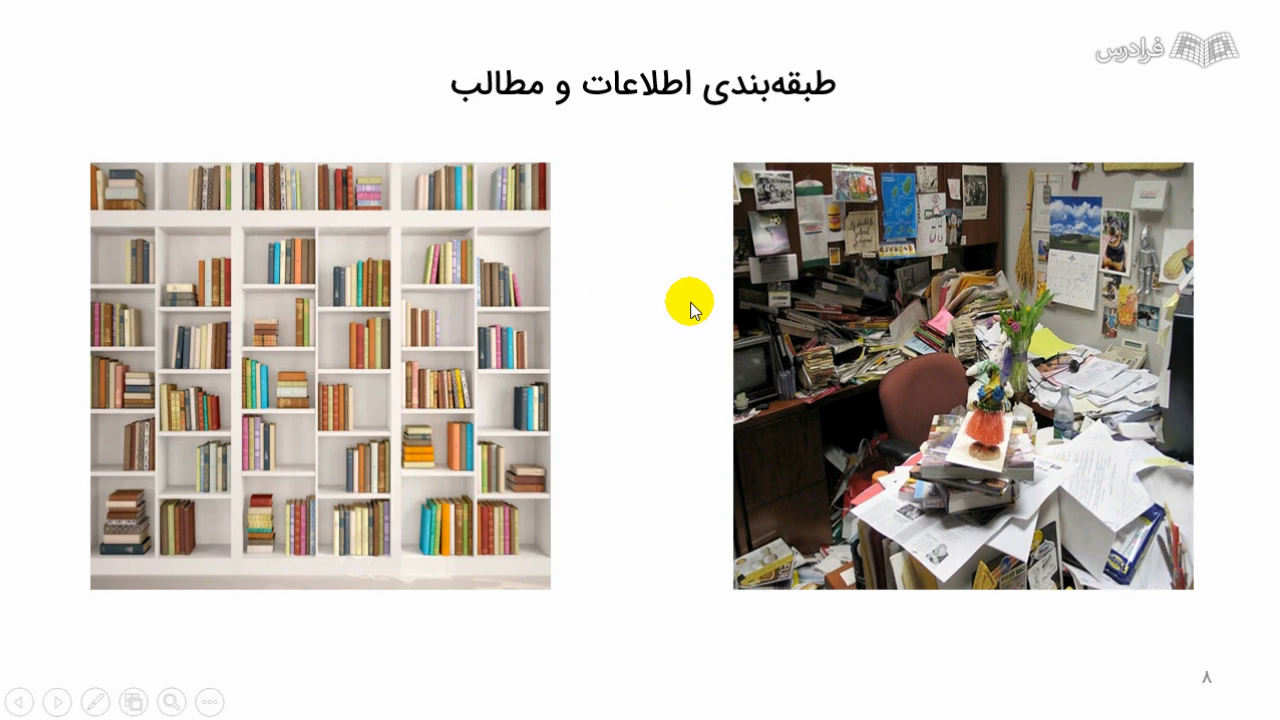 فرادرس
طبقه‌بندی اطلاعات و مطالب
۸